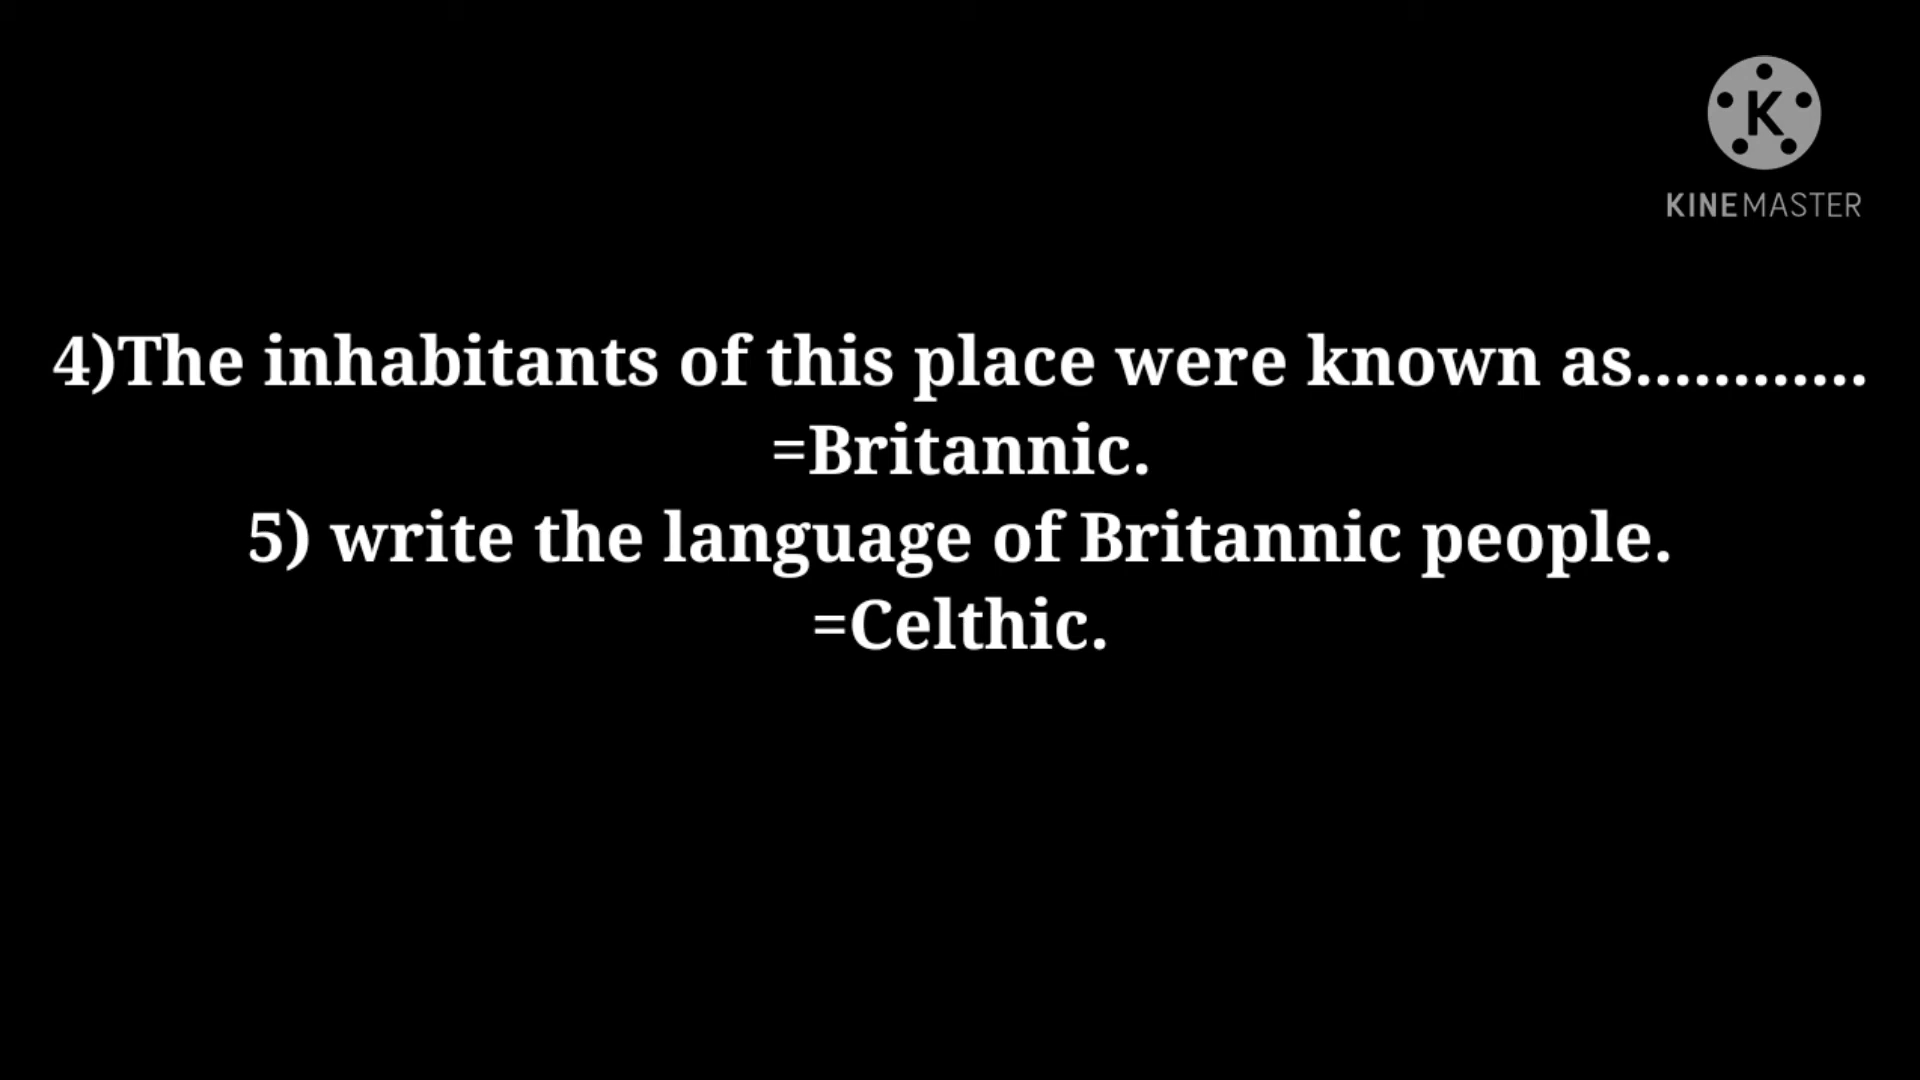 K
KINEMASTER
4)The inhabitants of this place were known as............
=Britannic.
5) write the language of Britannic people.
=Celthic.